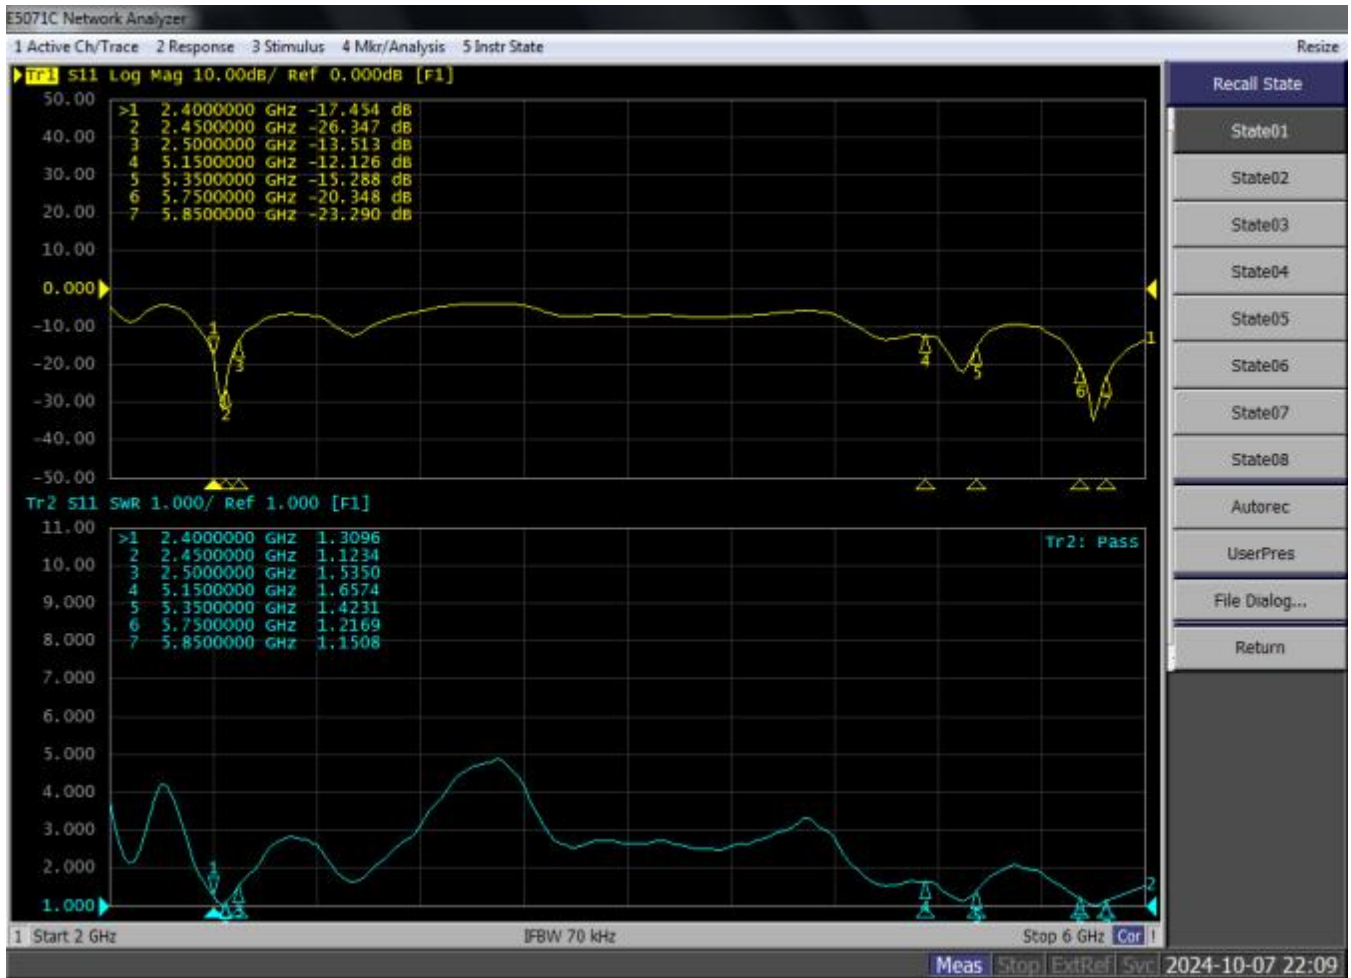 E5071C Network Analyzer
1 Active Ch/Trace 2 Response 3 Stimulus 4 Mkr/Analysis 5 Instr State Resize
Tr1 S11 Log Mag 10.00dB/ Ref 0.000dB [F1]
50.00
40.00
30.00
20.00
10.00
0.000
-10.00
-20.00
-30.00
-40.00
-50.00
>1 2.4000000 GHz -17.454 dB
2 2.4500000 GHz -26.347 dB
3 2.5000000 GHz -13.513 dB
4 5.1500000 GHz -12.126 dB
5 5.3500000 GHz -15.288 dB
6 5.7500000 GHz -20.348 dB
7 5.8500000 GHz -23.290 dB
1
2
3
4
5
6
7
1
Tr2 S11 SWR 1.000/ Ref 1.000 [F1]
11.00
10.00
9.000
8.000
7.000
6.000
5.000
4.000
3.000
2.000
1.000
>1 2.4000000 GHz 1.3096
2 2.4500000 GHz 1.1234
3 2.5000000 GHz 1.5350
4 5.1500000 GHz 1.6574
5 5.3500000 GHz 1.4231
6 5.7500000 GHz 1.2169
7 5.8500000 GHz 1.1508
Tr2: Pass
1
2
Recall State
State01
State02
State03
State04
State05
State06
State07
State08
Autorec
UserPres
File Dialog...
Return
1 Start 2 GHz IFBW 70 kHz Stop 6 GHz Cor !
Meas Stop ExtRef Svc 2024-10-07 22:09